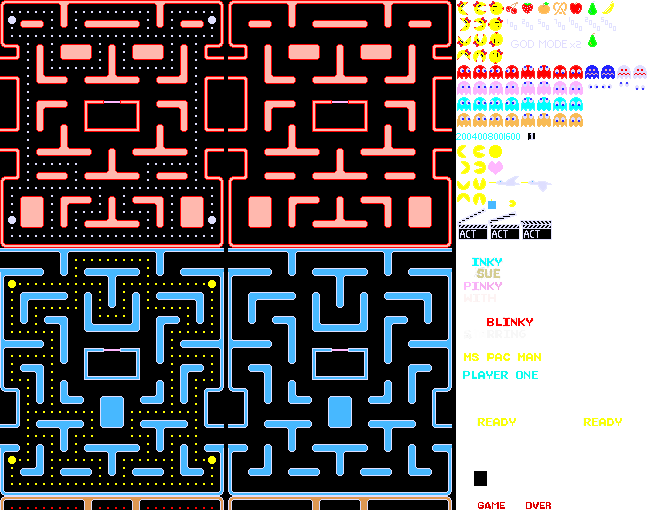 GOD MODE x2
200 400 800 1600
ACT ACT ACT
INKY
SUE
PINKY
WITH
BLINKY
MS PAC MAN
PLAYER ONE
READY READY
GAME OVER